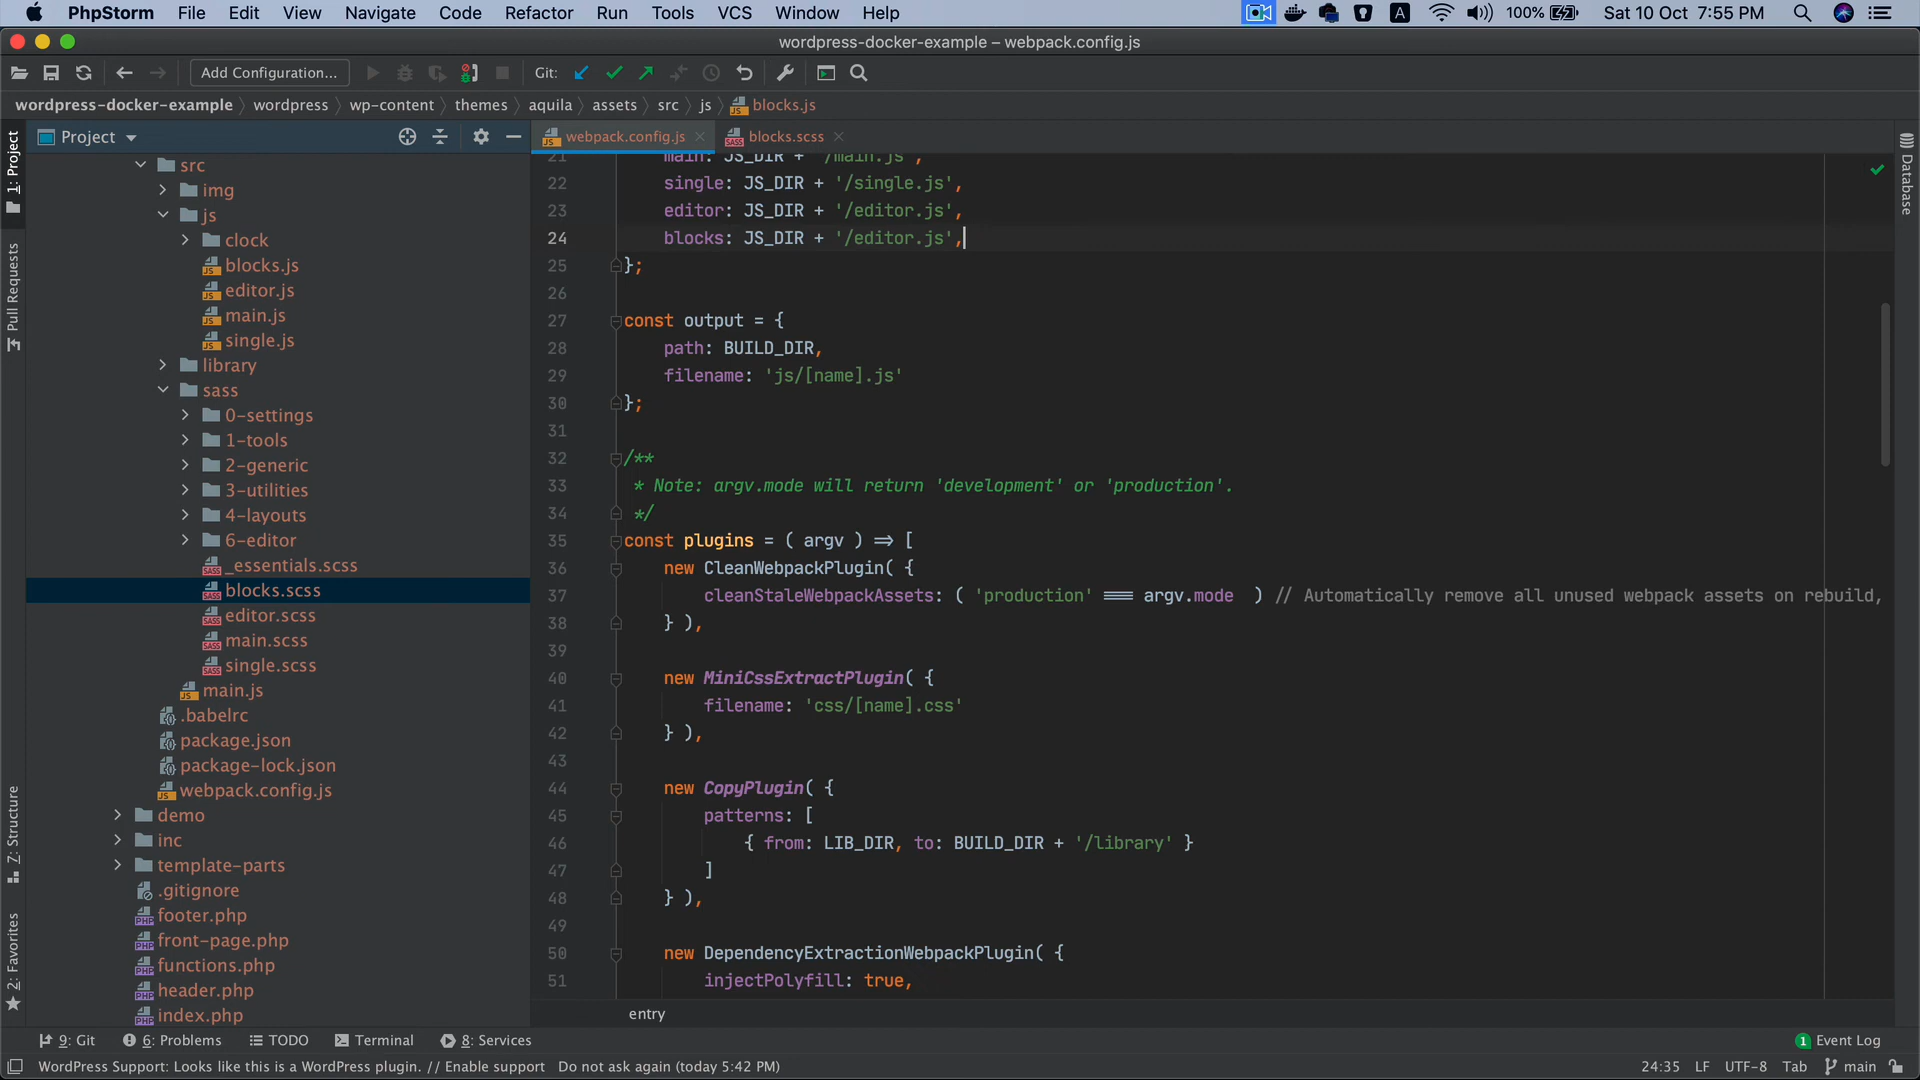 PhpStorm File Edit View Navigate Code Refactor Run Tools VCS Window Help A 100% Sat 10 Oct 7:55 PM
wordpress-docker-example – webpack.config.js
Add Configuration... Git:
wordpress-docker-example wordpress wp-content themes aquila assets src js blocks.js
Project
webpack.config.js
blocks.scss
1: Project
Pull Requests
7: Structure
2: Favorites
src
img
js
clock
blocks.js
editor.js
main.js
single.js
library
sass
0-settings
1-tools
2-generic
3-utilities
4-layouts
6-editor
_essentials.scss
blocks.scss
editor.scss
main.scss
single.scss
main.js
.babelrc
package.json
package-lock.json
webpack.config.js
demo
inc
template-parts
.gitignore
footer.php
front-page.php
functions.php
header.php
index.php
21 main: JS_DIR + '/main.js',
22 single: JS_DIR + '/single.js',
23 editor: JS_DIR + '/editor.js',
24 blocks: JS_DIR + '/editor.js',
25 };
26
27 const output = {
28 path: BUILD_DIR,
29 filename: 'js/[name].js'
30 };
31
32 /**
33 * Note: argv.mode will return 'development' or 'production'.
34 */
35 const plugins = ( argv ) => [
36 new CleanWebpackPlugin( {
37 cleanStaleWebpackAssets: ( 'production' === argv.mode ) // Automatically remove all unused webpack assets on rebuild,
38 } ),
39
40 new MiniCssExtractPlugin( {
41 filename: 'css/[name].css'
42 } ),
43
44 new CopyPlugin( {
45 patterns: [
46 { from: LIB_DIR, to: BUILD_DIR + '/library' }
47 ]
48 } ),
49
50 new DependencyExtractionWebpackPlugin( {
51 injectPolyfill: true,
entry
Database
9: Git 6: Problems TODO Terminal 8: Services 1 Event Log
WordPress Support: Looks like this is a WordPress plugin. // Enable support Do not ask again (today 5:42 PM) 24:35 LF UTF-8 Tab main